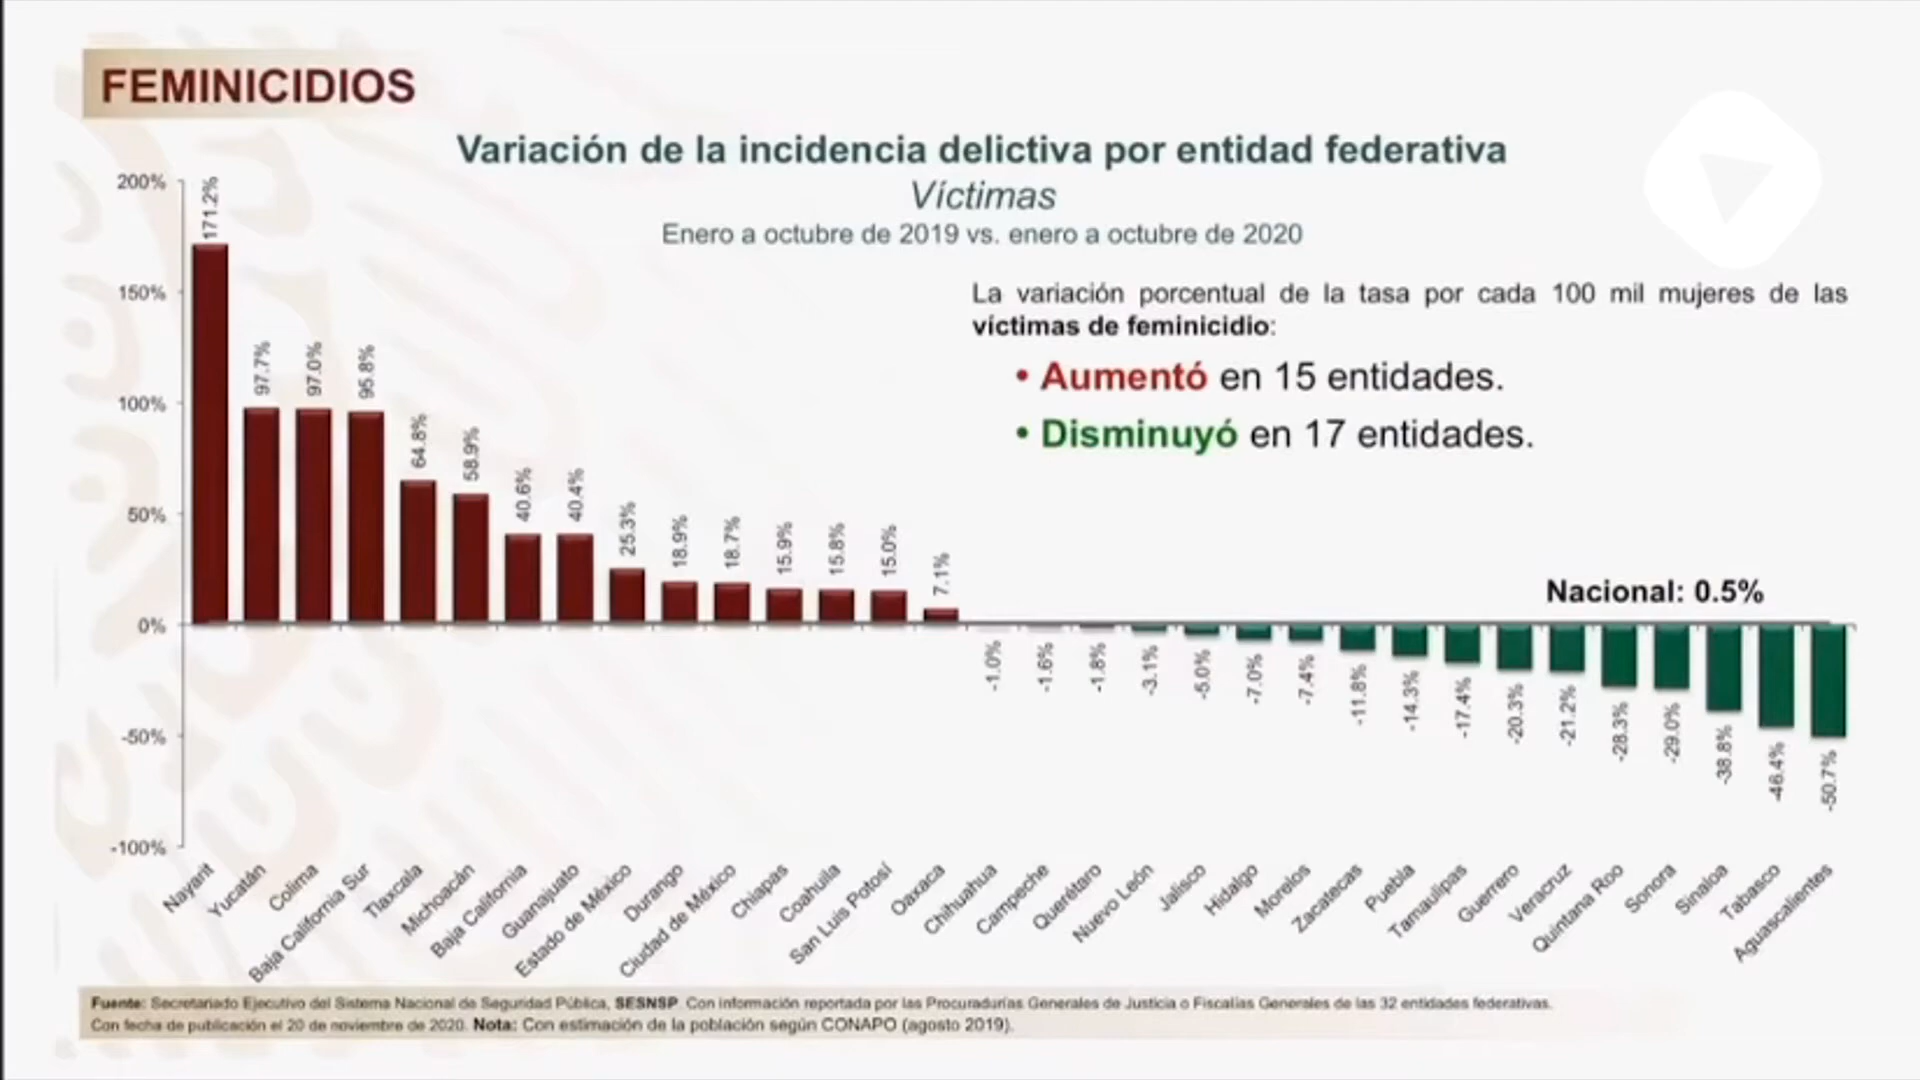 FEMINICIDIOS
Variación de la incidencia delictiva por entidad federativa
Víctimas
Enero a octubre de 2019 vs. enero a octubre de 2020
La variación porcentual de la tasa por cada 100 mil mujeres de las
víctimas de feminicidio:
• Aumentó en 15 entidades.
• Disminuyó en 17 entidades.
Nacional: 0.5%
200%
150%
100%
50%
0%
-50%
-100%
171.2%
97.7%
97.0%
95.8%
64.8%
58.9%
40.6%
40.4%
25.3%
18.9%
18.7%
15.9%
15.8%
15.0%
7.1%
-1.0%
-1.6%
-1.8%
-3.1%
-5.0%
-7.0%
-7.4%
-11.8%
-14.3%
-17.4%
-20.3%
-21.2%
-28.3%
-29.0%
-38.8%
-46.4%
-50.7%
Nayarit
Yucatán
Colima
Baja California Sur
Tlaxcala
Michoacán
Baja California
Guanajuato
Estado de México
Durango
Ciudad de México
Chiapas
Coahuila
San Luis Potosí
Oaxaca
Chihuahua
Campeche
Querétaro
Nuevo León
Jalisco
Hidalgo
Morelos
Zacatecas
Puebla
Tamaulipas
Guerrero
Veracruz
Quintana Roo
Sonora
Sinaloa
Tabasco
Aguascalientes
Fuente: Secretariado Ejecutivo del Sistema Nacional de Seguridad Pública, SESNSP. Con información reportada por las Procuradurías Generales de Justicia o Fiscalías Generales de las 32 entidades federativas.
Con fecha de publicación el 20 de noviembre de 2020. Nota: Con estimación de la población según CONAPO (agosto 2019).